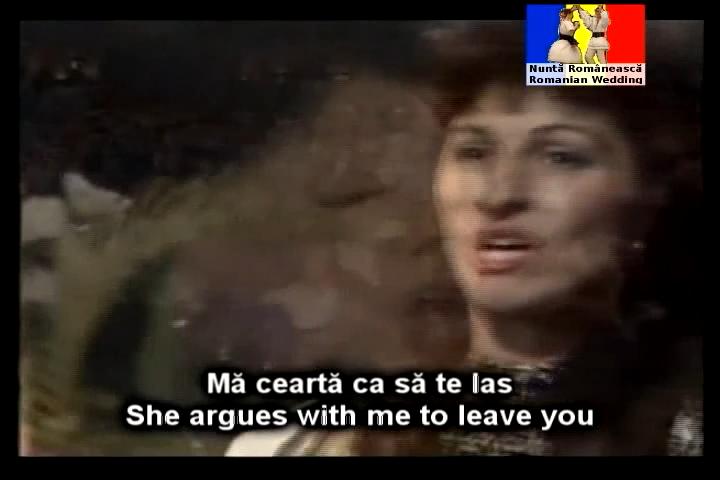 Nuntă Românească
Romanian Wedding
Mă ceartă ca să te las
She argues with me to leave you